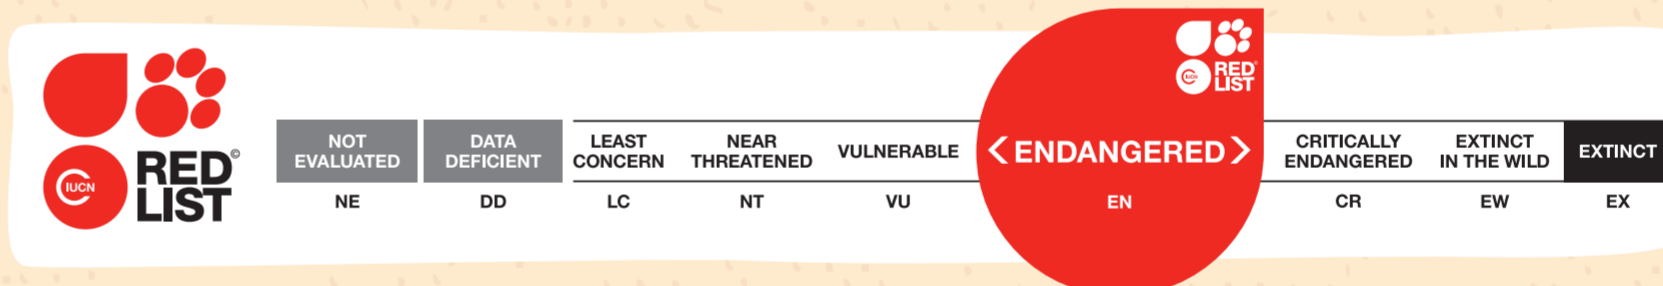 IUCN
RED©
LIST
NOT
EVALUATED
NE
DATA
DEFICIENT
DD
LEAST
CONCERN
LC
NEAR
THREATENED
NT
VULNERABLE
VU
IUCN
RED
LIST
<ENDANGERED>
EN
CRITICALLY
ENDANGERED
CR
EXTINCT
IN THE WILD
EW
EXTINCT
EX